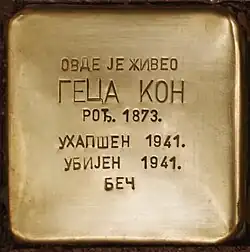 ОВДЕ ЈЕ ЖИВЕО
ГЕЦА КОН
РОЂ. 1873.
УХАПШЕН 1941.
УБИЈЕН 1941.
БЕЧ